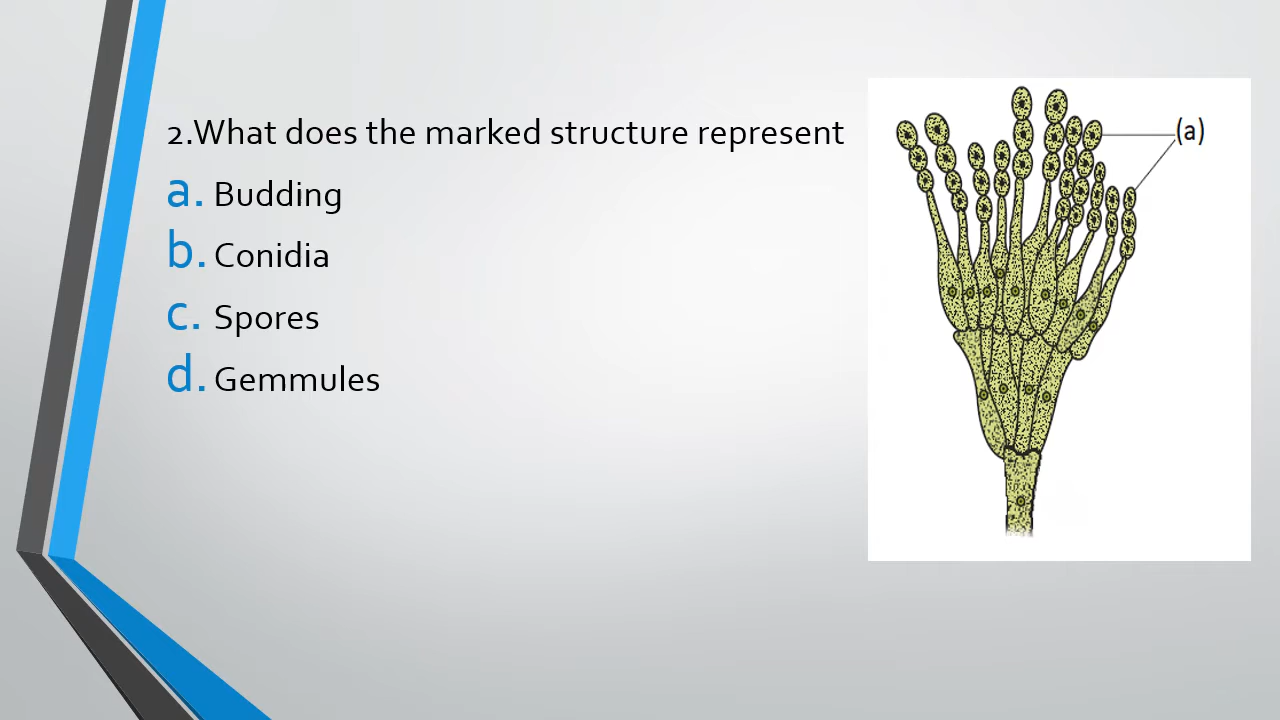 2.What does the marked structure represent
a. Budding
b. Conidia
c. Spores
d. Gemmules
(a)